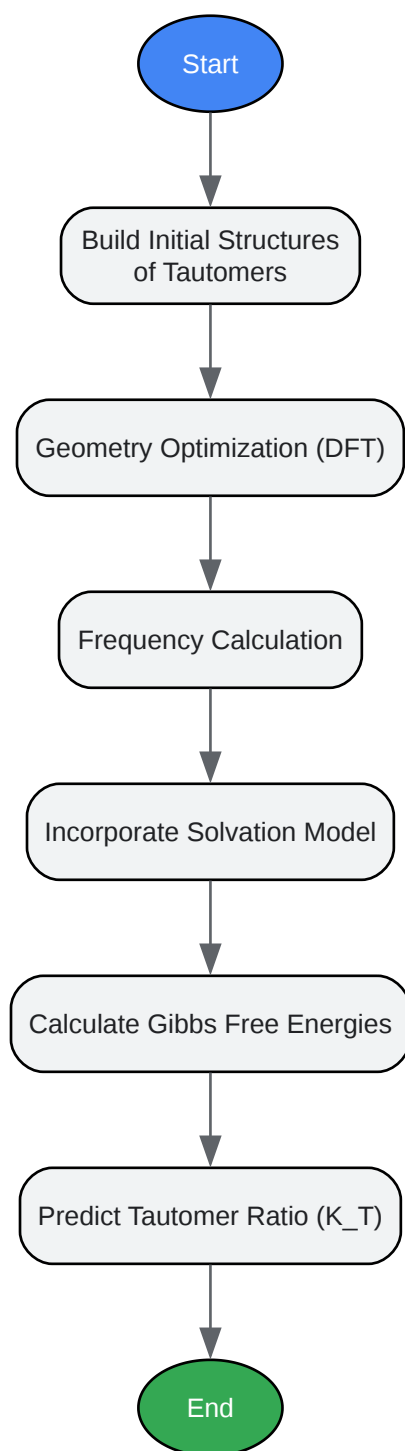 Start
Build Initial Structures
of Tautomers
Geometry Optimization (DFT)
Frequency Calculation
Incorporate Solvation Model
Calculate Gibbs Free Energies
Predict Tautomer Ratio (K_T)
End